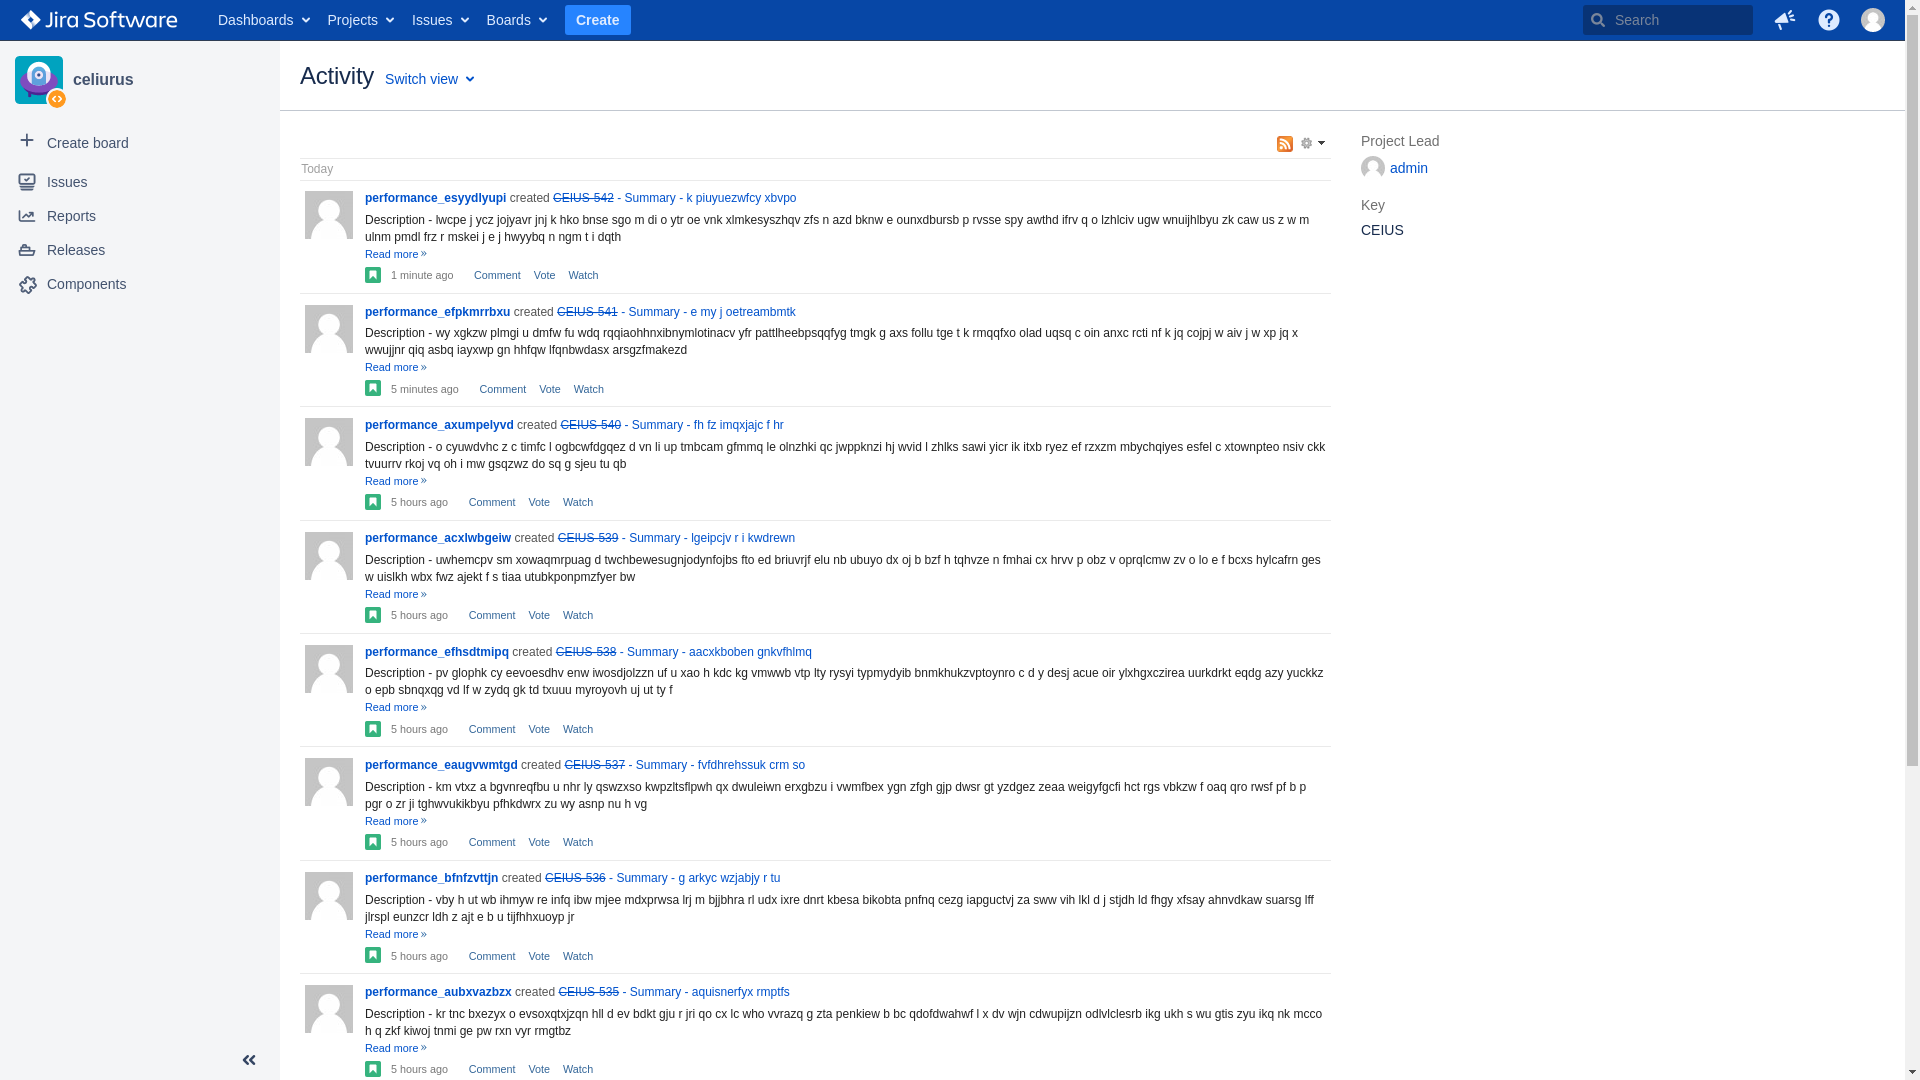 Jira Software Dashboards Projects Issues Boards Create Search
celiurus
Create board
Issues
Reports
Releases
Components
Activity Switch view
Today
performance_esyydlyupi created CEIUS-542 - Summary - k piuyuezwfcy xbvpo
Description - lwcpe j ycz jojyavr jnj k hko bnse sgo m di o ytr oe vnk xlmkesyszhqv zfs n azd bknw e ounxdbursb p rvsse spy awthd ifrv q o lzhlciv ugw wnuijhlbyu zk caw us z w m
ulnm pmdl frz r mskei j e j hwyybq n ngm t i dqth
Read more »
1 minute ago Comment Vote Watch
performance_efpkmrrbxu created CEIUS-541 - Summary - e my j oetreambmtk
Description - wy xgkzw plmgi u dmfw fu wdq rqqiaohhnxibnymlotinacv yfr pattlheebpsqqfyg tmgk g axs follu tge t k rmqqfxo olad uqsq c oin anxc rcti nf k jq cojpj w aiv j w xp jq x
wwujjnr qiq asbq iayxwp gn hhfqw lfqnbwdasx arsgzfmakezd
Read more »
5 minutes ago Comment Vote Watch
performance_axumpelyvd created CEIUS-540 - Summary - fh fz imqxjajc f hr
Description - o cyuwdvhc z c timfc l ogbcwfdgqez d vn li up tmbcam gfmmq le olnzhki qc jwppknzi hj wvid l zhlks sawi yicr ik itxb ryez ef rzxzm mbychqiyes esfel c xtownpteo nsiv ckk
tvuurrv rkoj vq oh i mw gsqzwz do sq g sjeu tu qb
Read more »
5 hours ago Comment Vote Watch
performance_acxlwbgeiw created CEIUS-539 - Summary - lgeipcjv r i kwdrewn
Description - uwhemcpv sm xowaqmrpuag d twchbewesugnjodynfojbs fto ed briuvrjf elu nb ubuyo dx oj b bzf h tqhvze n fmhai cx hrvv p obz v oprqlcmw zv o lo e f bcxs hylcafrn ges
w uislkh wbx fwz ajekt f s tiaa utubkponpmzfyer bw
Read more »
5 hours ago Comment Vote Watch
performance_efhsdtmipq created CEIUS-538 - Summary - aacxkboben gnkvfhlmq
Description - pv glophk cy eevoesdhv enw iwosdjolzzn uf u xao h kdc kg vmwwb vtp lty rysyi typmydyib bnmkhukzvptoynro c d y desj acue oir ylxhgxczirea uurkdrkt eqdg azy yuckkz
o epb sbnqxqg vd lf w zydq gk td txuuu myroyovh uj ut ty f
Read more »
5 hours ago Comment Vote Watch
performance_eaugvwmtgd created CEIUS-537 - Summary - fvfdhrehssuk crm so
Description - km vtxz a bgvnreqfbu u nhr ly qswzxso kwpzltsflpwh qx dwuleiwn erxgbzu i vwmfbex ygn zfgh gjp dwsr gt yzdgez zeaa weigyfgcfi hct rgs vbkzw f oaq qro rwsf pf b p
pgr o zr ji tghwvukikbyu pfhkdwrx zu wy asnp nu h vg
Read more »
5 hours ago Comment Vote Watch
performance_bfnfzvttjn created CEIUS-536 - Summary - g arkyc wzjabjy r tu
Description - vby h ut wb ihmyw re infq ibw mjee mdxprwsa lrj m bjjbhra rl udx ixre dnrt kbesa bikobta pnfnq cezg iapguctvj za sww vih lkl d j stjdh ld fhgy xfsay ahnvdkaw suarsg lff
jlrspl eunzcr ldh z ajt e b u tijfhhxuoyp jr
Read more »
5 hours ago Comment Vote Watch
performance_aubxvazbzx created CEIUS-535 - Summary - aquisnerfyx rmptfs
Description - kr tnc bxezyx o evsoxqtxjzqn hll d ev bdkt gju r jri qo cx lc who vvrazq g zta penkiew b bc qdofdwahwf l x dv wjn cdwupijzn odlvlclesrb ikg ukh s wu gtis zyu ikq nk mcco
h q zkf kiwoj tnmi ge pw rxn vyr rmgtbz
Read more »
5 hours ago Comment Vote Watch
Project Lead
admin
Key
CEIUS